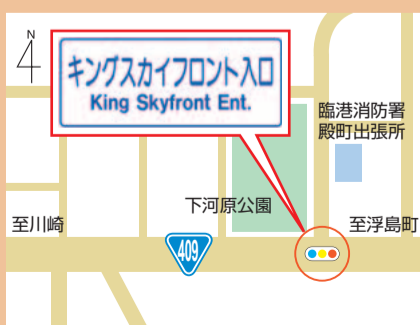 N
キングスカイフロント入口
King Skyfront Ent.
臨港消防署
殿町出張所
下河原公園
至川崎
至浮島町
409